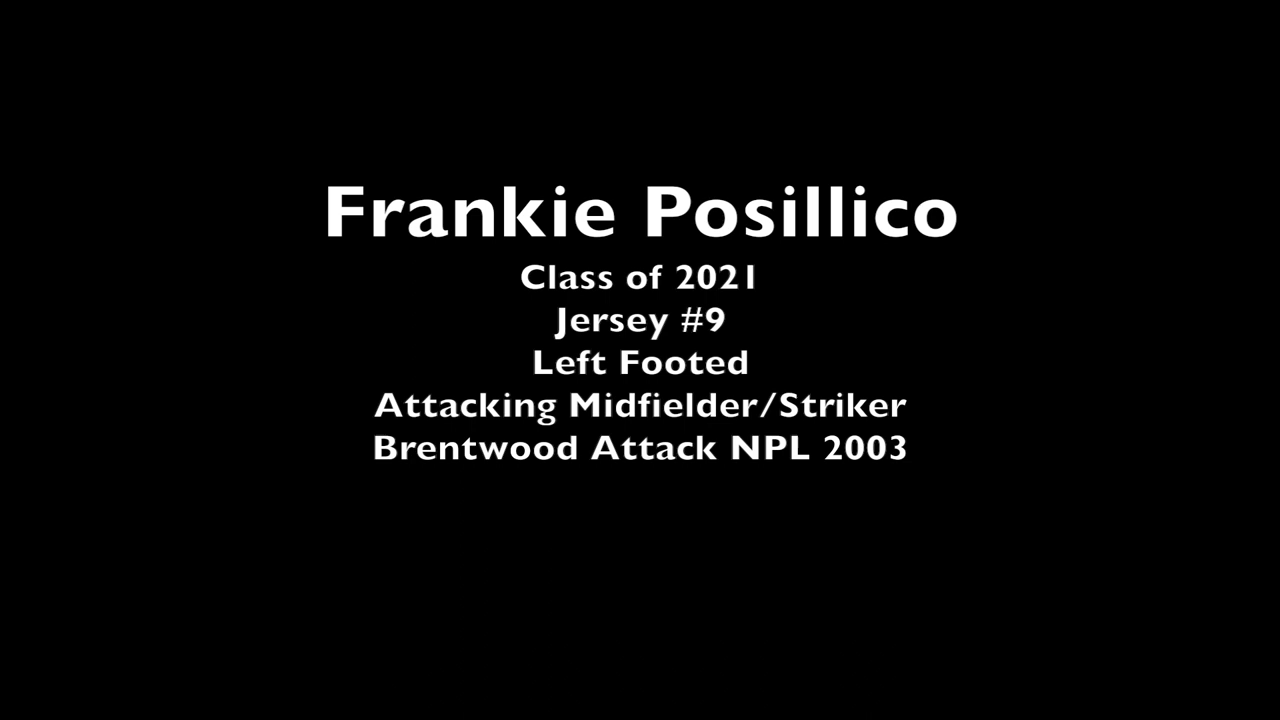 Frankie Posillico
Class of 2021
Jersey #9
Left Footed
Attacking Midfielder/Striker
Brentwood Attack NPL 2003